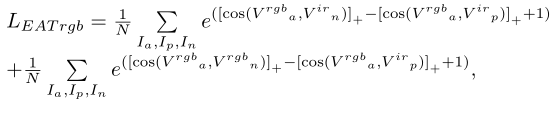 L_{EATrgb} = \frac{1}{N} \sum_{I_a, I_p, I_n} e^{([\cos(V^{rgb}{}_a, V^{ir}{}_n)]_+ - [\cos(V^{rgb}{}_a, V^{ir}{}_p)]_+ + 1)}
+ \frac{1}{N} \sum_{I_a, I_p, I_n} e^{([\cos(V^{rgb}{}_a, V^{rgb}{}_n)]_+ - [\cos(V^{rgb}{}_a, V^{ir}{}_p)]_+ + 1)},